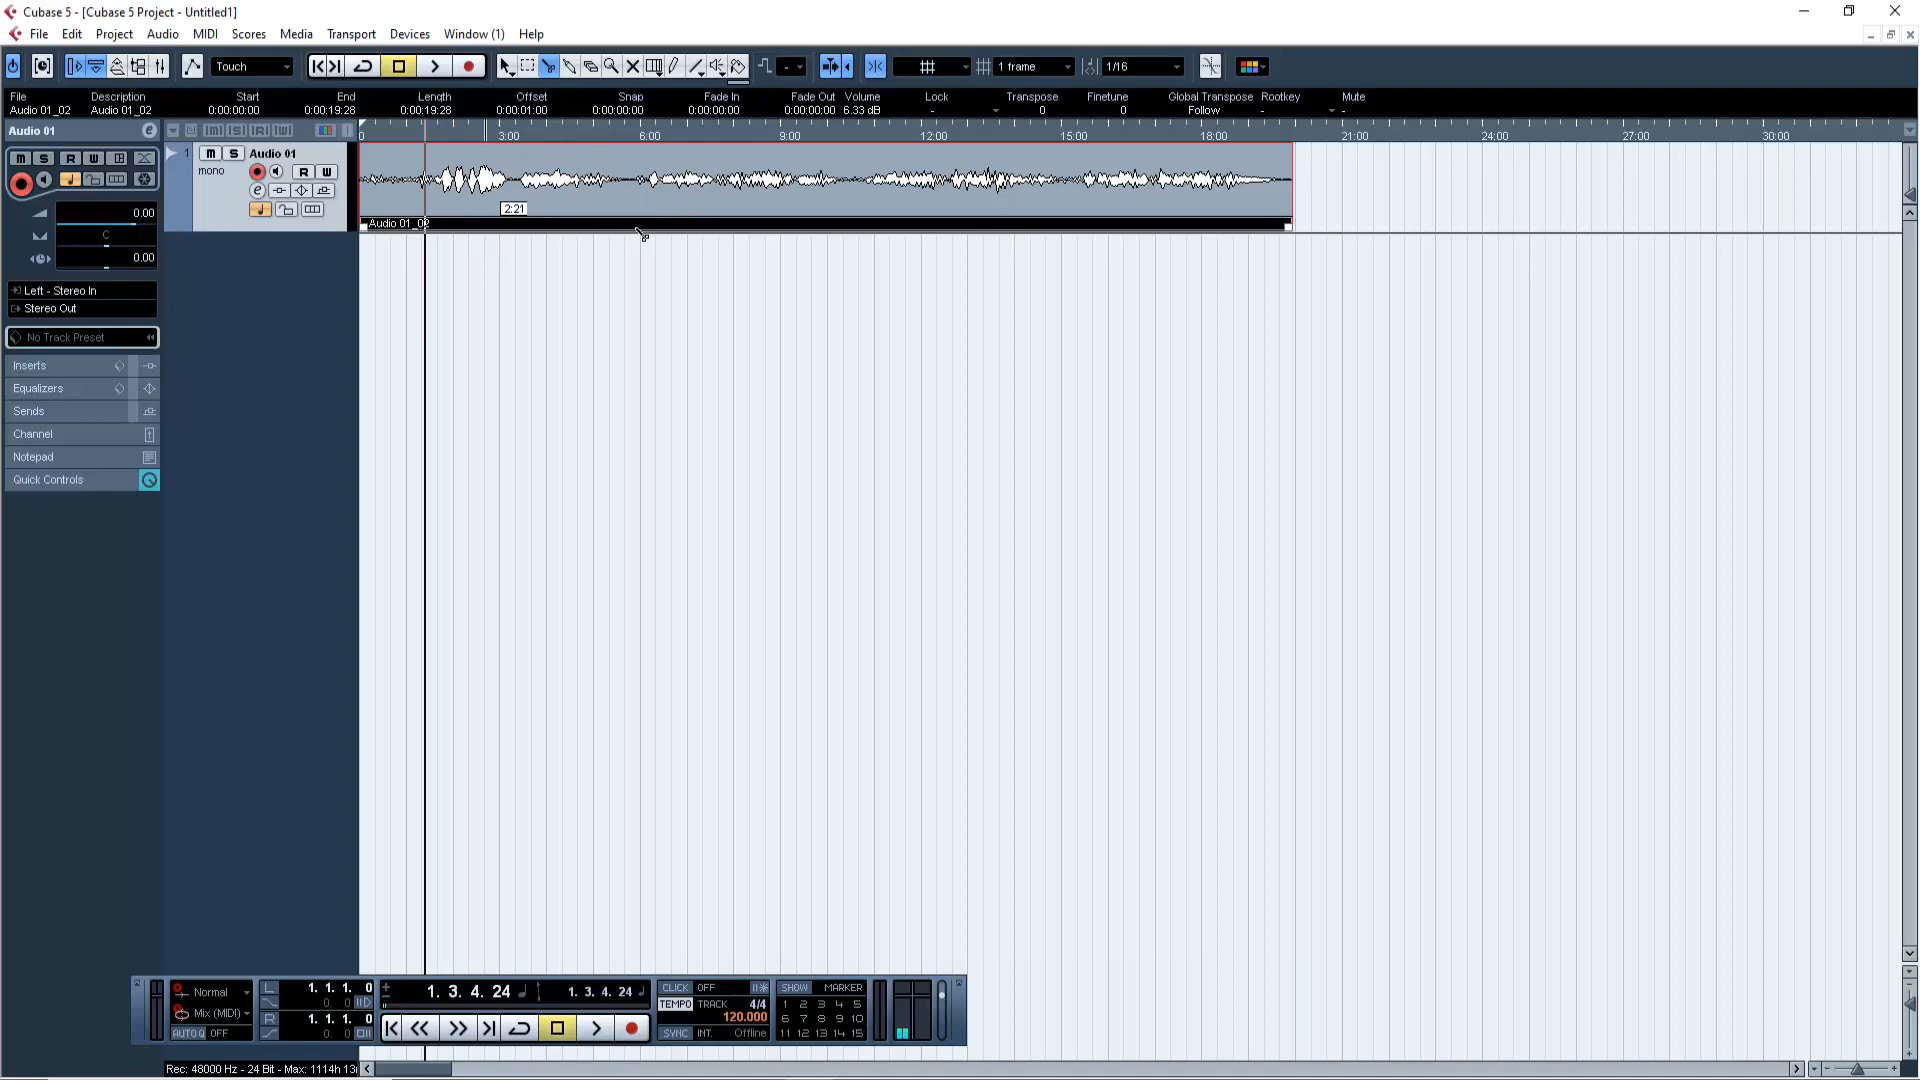 Cubase 5 - [Cubase 5 Project - Untitled1]
File Edit Project Audio MIDI Scores Media Transport Devices Window (1) Help
Touch - 1 frame 1/16
File Description Start End Length Offset Snap Fade In Fade Out Volume Lock Transpose Finetune Global Transpose Rootkey Mute
Audio 01_02 Audio 01_02 0:00:00:00 0:00:19:28 0:00:19:28 0:00:01:00 0:00:00:00 0:00:00:00 0:00:00:00 6.33 dB - 0 0 Follow - -
Audio 01 e
0 3:00 6:00 9:00 12:00 15:00 18:00 21:00 24:00 27:00 30:00
M S R W
1 M S Audio 01
mono R W
e
2:21
Audio 01_02
0.00
C
0.00
Left - Stereo In
Stereo Out
No Track Preset
Inserts
Equalizers
Sends
Channel
Notepad
Quick Controls
Normal L 1. 1. 1. 0 1. 3. 4. 24 1. 3. 4. 24 CLICK OFF SHOW MARKER
0. 0 TEMPO TRACK 4/4 1 2 3 4 5
Mix (MIDI) R 1. 1. 1. 0 120.000 6 7 8 9 10
AUTO Q OFF 0. 0 SYNC INT. Offline 11 12 13 14 15
Rec: 48000 Hz - 24 Bit - Max: 1114h